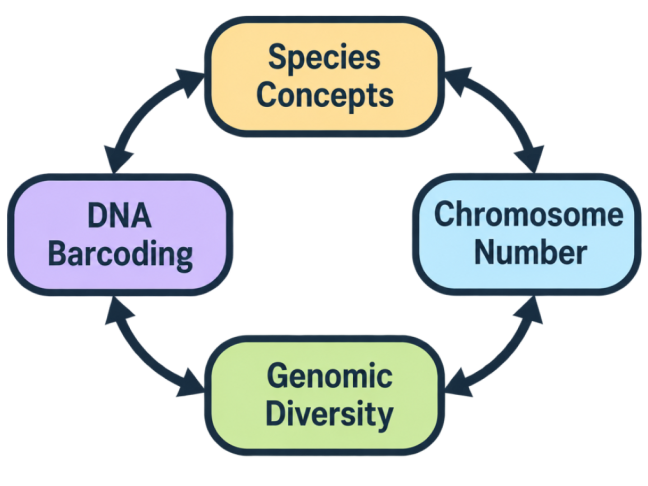 Species
Concepts
DNA
Barcoding
Chromosome
Number
Genomic
Diversity